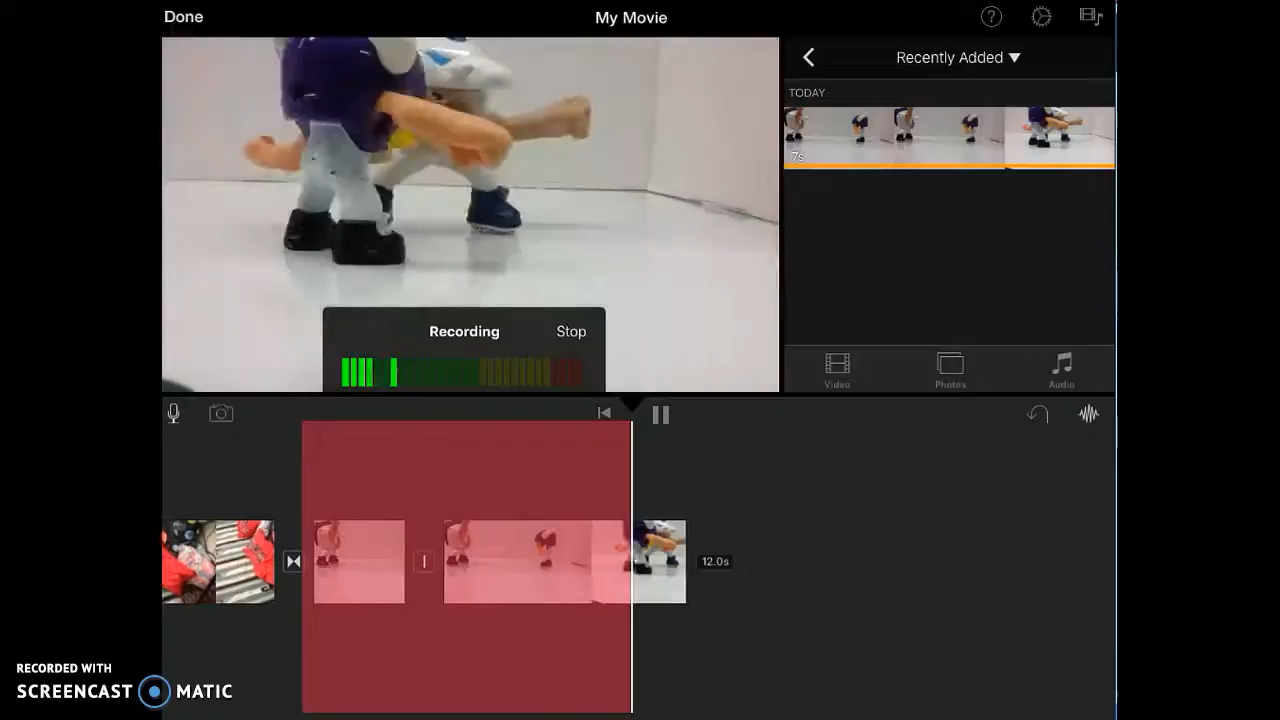 Done
My Movie
?
Recently Added ▼
TODAY
7s
Recording
Stop
Video
Photos
Audio
12.0s
RECORDED WITH
SCREENCAST MATIC